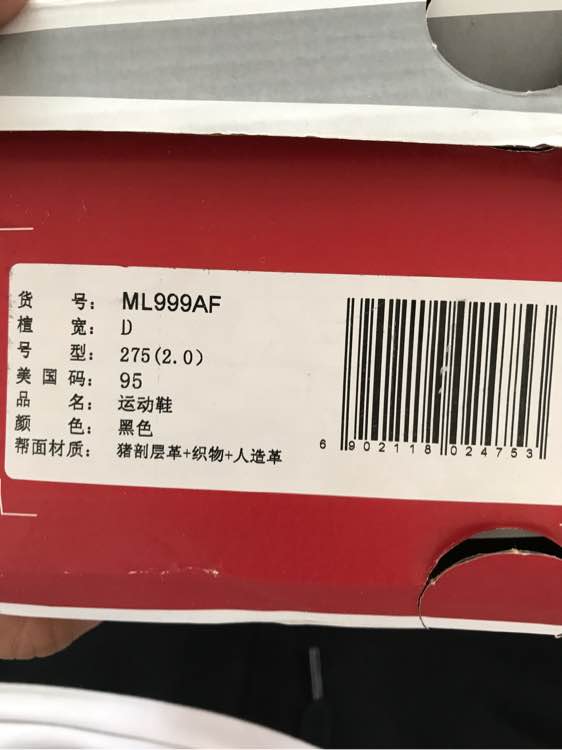 货 号： ML999AF
楦 宽： D
号 型： 275(2.0)
美 国 码： 95
品 名： 运动鞋
颜 色： 黑色
帮面材质： 猪剖层革+织物+人造革
6 902118 024753